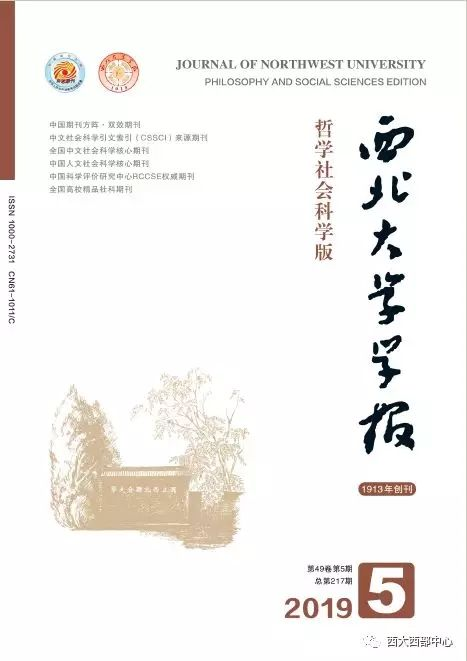 JOURNAL OF NORTHWEST UNIVERSITY
PHILOSOPHY AND SOCIAL SCIENCES EDITION
中国期刊方阵·双效期刊
中文社会科学引文索引(CSSCI)来源期刊
全国中文社会科学核心期刊
中国人文社会科学核心期刊
中国科学评价研究中心RCCSE权威期刊
全国高校精品社科期刊
西北大学学报
哲学社会科学版
ISSN 1000-2731 CN61-1011/C
1913年创刊
第49卷第5期
总第217期
2019 5
西大西部中心